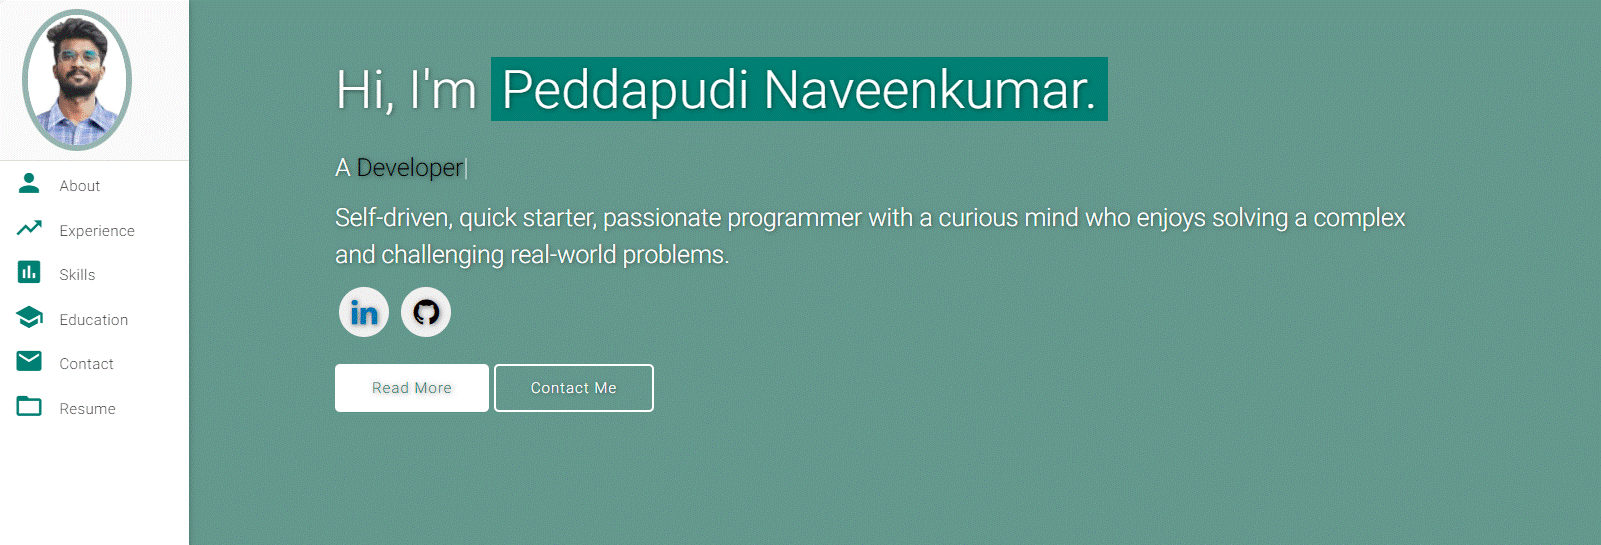 About
Experience
Skills
Education
Contact
Resume
Hi, I'm Peddapudi Naveenkumar.
A Developer|
Self-driven, quick starter, passionate programmer with a curious mind who enjoys solving a complex
and challenging real-world problems.
in
Read More
Contact Me